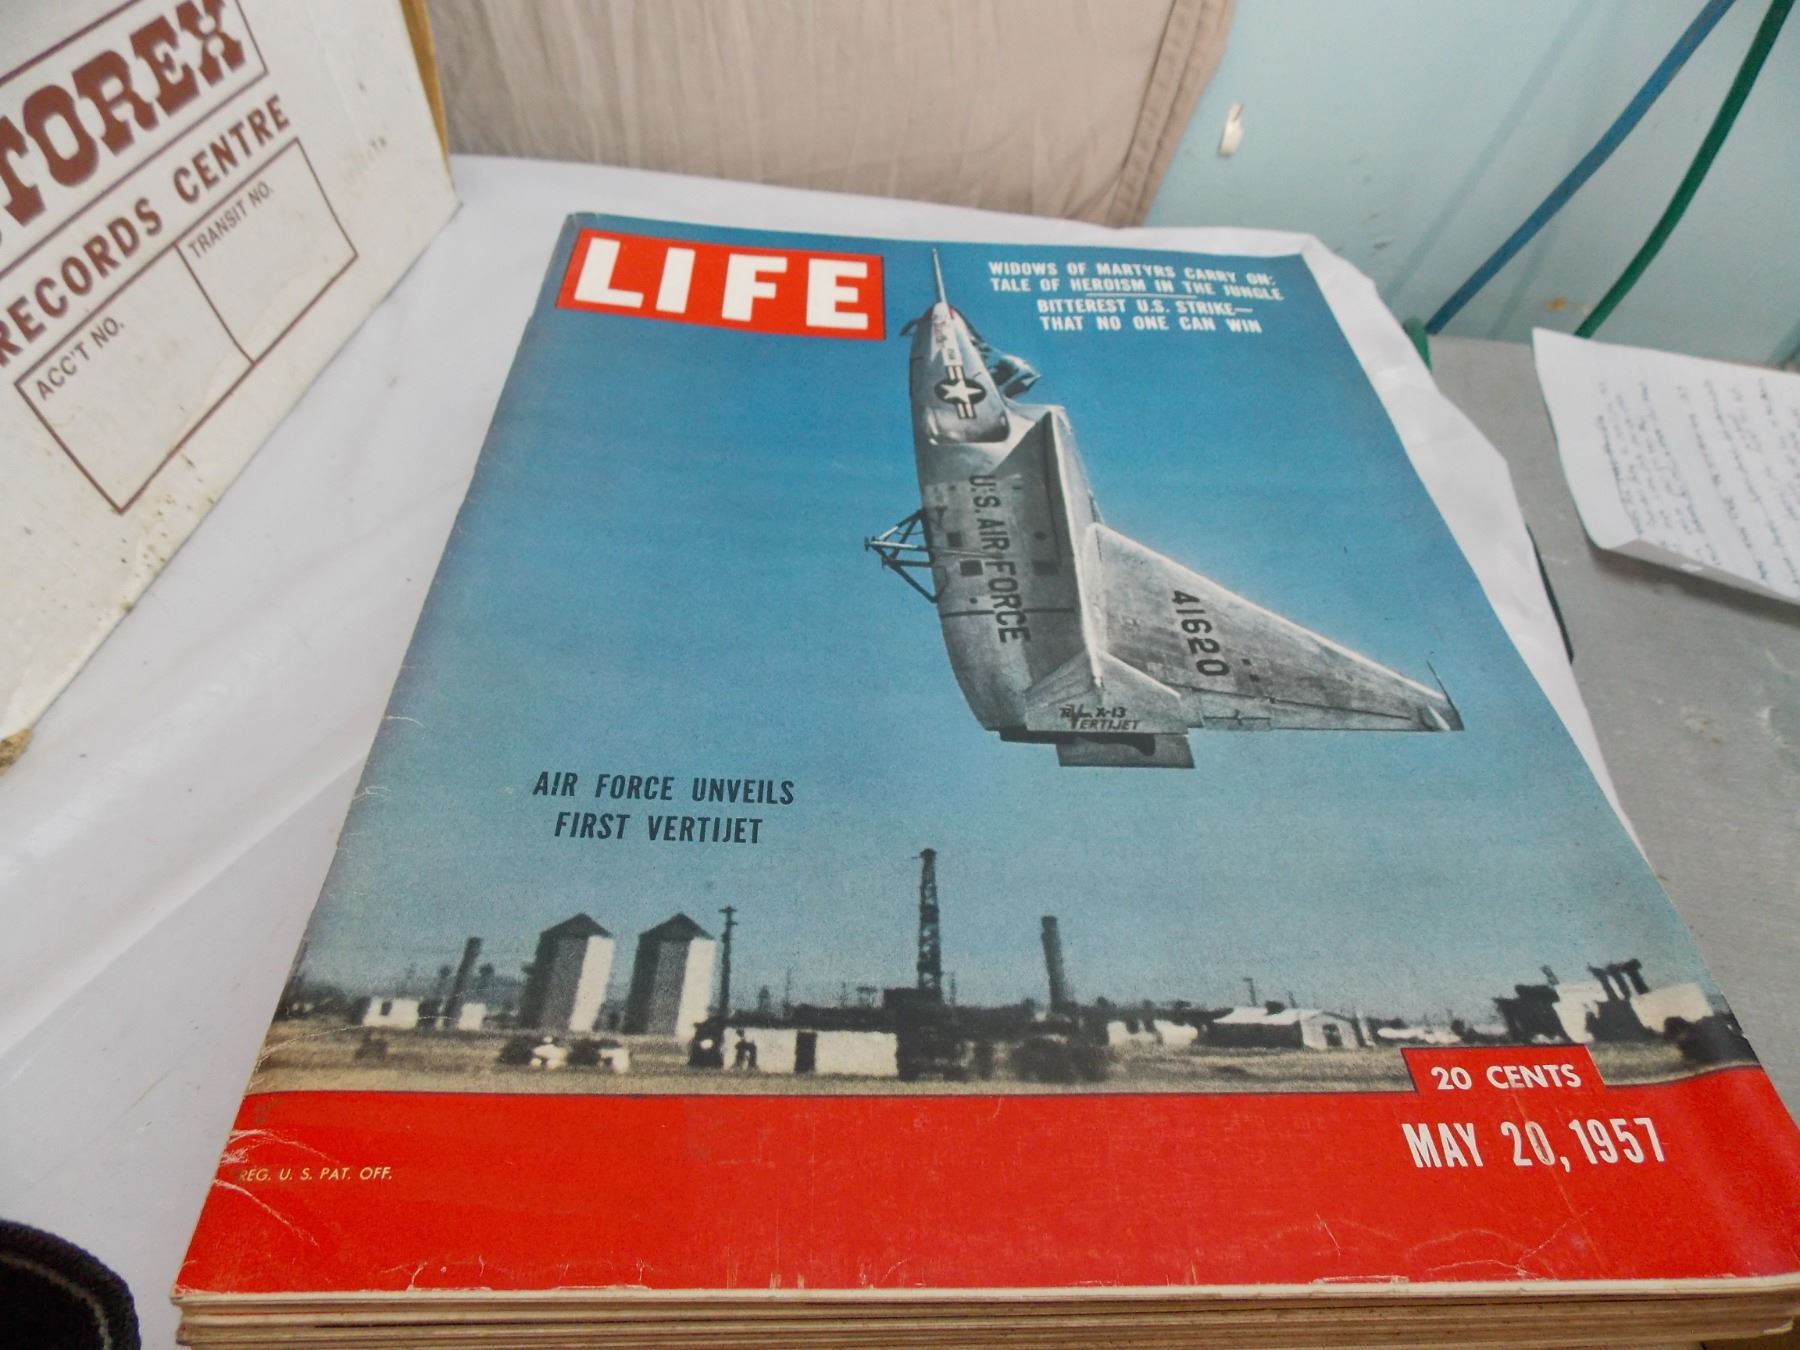 TOREX
RECORDS CENTRE
ACC'T NO.
TRANSIT NO.
LIFE
WIDOWS OF MARTYRS CARRY ON:
TALE OF HEROISM IN THE JUNGLE
BITTEREST U.S. STRIKE—
THAT NO ONE CAN WIN
U.S. AIR FORCE
41620
Ryan X-13
VERTIJET
AIR FORCE UNVEILS
FIRST VERTIJET
20 CENTS
MAY 20, 1957
REG. U. S. PAT. OFF.